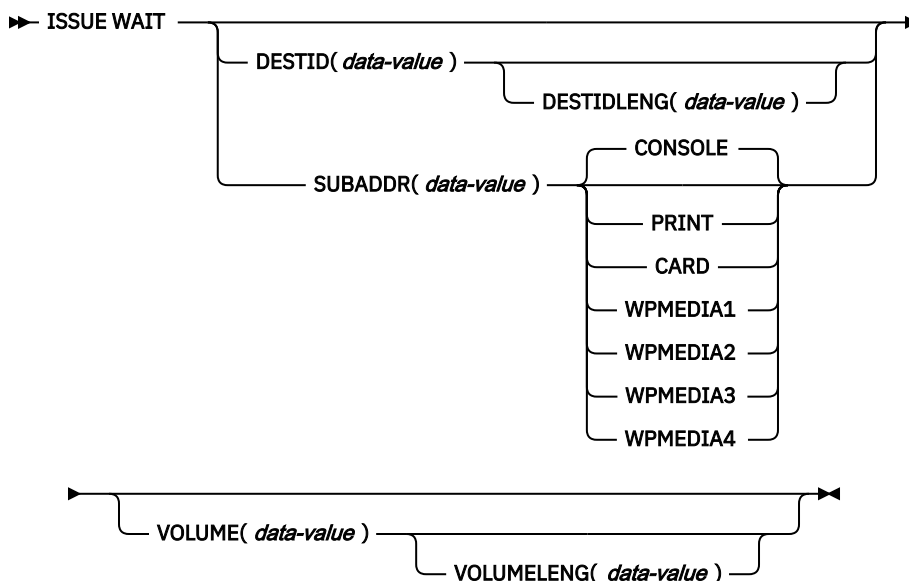 ISSUE WAIT
DESTID( data-value )
DESTIDLENG( data-value )
CONSOLE
SUBADDR( data-value )
PRINT
CARD
WPMEDIA1
WPMEDIA2
WPMEDIA3
WPMEDIA4
VOLUME( data-value )
VOLUMELENG( data-value )